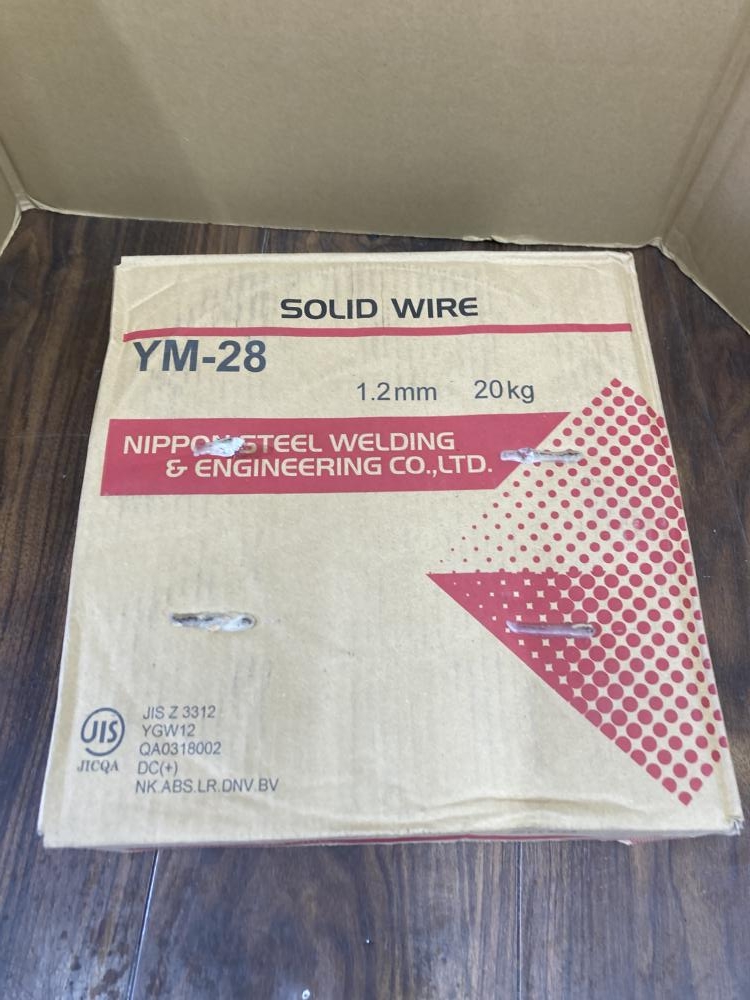 SOLID WIRE
YM-28
1.2mm 20kg
NIPPON STEEL WELDING
& ENGINEERING CO.,LTD.
JIS
JICQA
JIS Z 3312
YGW12
QA0318002
DC(+)
NK.ABS.LR.DNV.BV